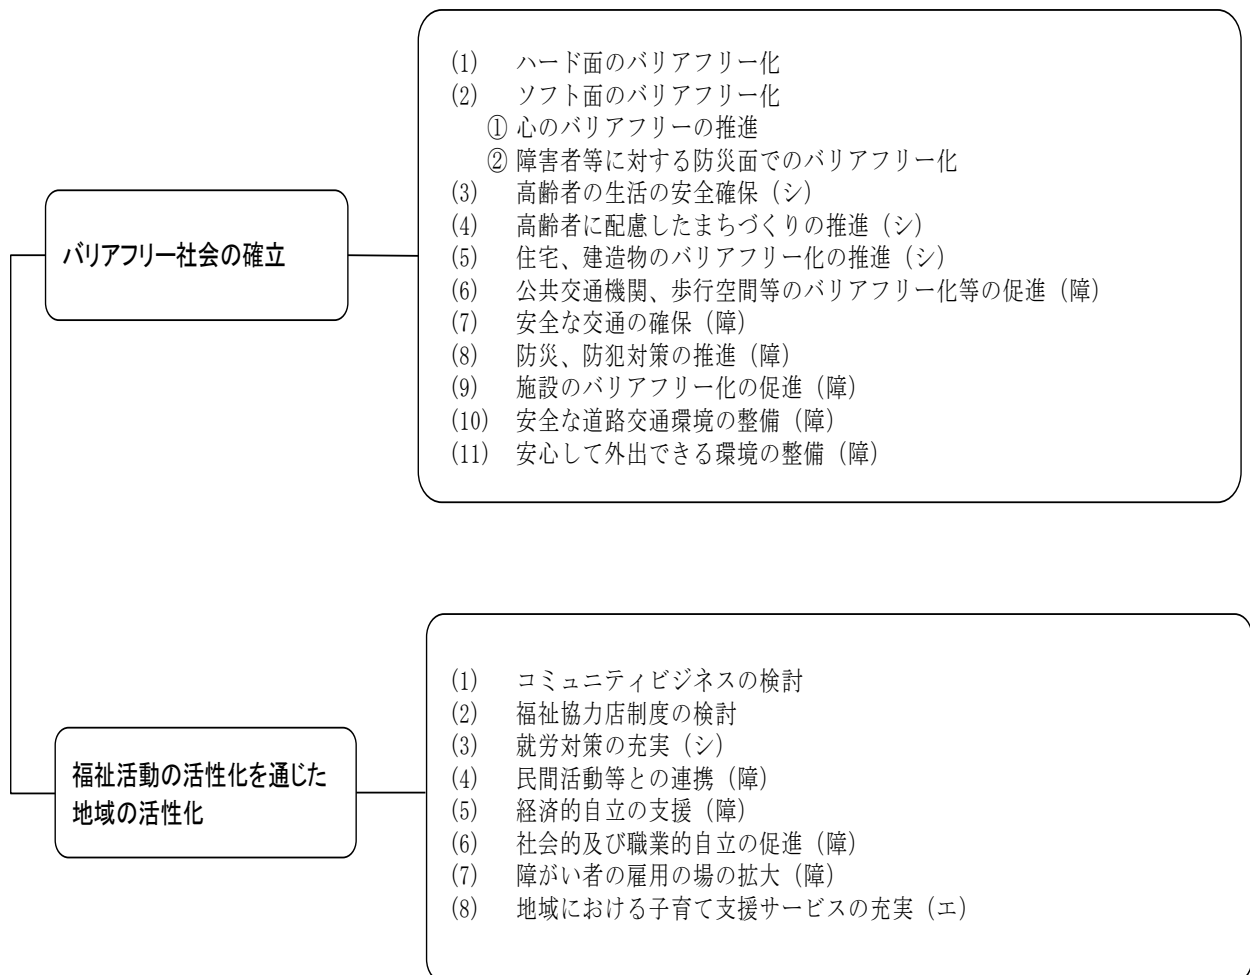 バリアフリー社会の確立
(1) ハード面のバリアフリー化
(2) ソフト面のバリアフリー化
① 心のバリアフリーの推進
② 障害者等に対する防災面でのバリアフリー化
(3) 高齢者の生活の安全確保（シ）
(4) 高齢者に配慮したまちづくりの推進（シ）
(5) 住宅、建造物のバリアフリー化の推進（シ）
(6) 公共交通機関、歩行空間等のバリアフリー化等の促進（障）
(7) 安全な交通の確保（障）
(8) 防災、防犯対策の推進（障）
(9) 施設のバリアフリー化の促進（障）
(10) 安全な道路交通環境の整備（障）
(11) 安心して外出できる環境の整備（障）
福祉活動の活性化を通じた
地域の活性化
(1) コミュニティビジネスの検討
(2) 福祉協力店制度の検討
(3) 就労対策の充実（シ）
(4) 民間活動等との連携（障）
(5) 経済的自立の支援（障）
(6) 社会的及び職業的自立の促進（障）
(7) 障がい者の雇用の場の拡大（障）
(8) 地域における子育て支援サービスの充実（エ）